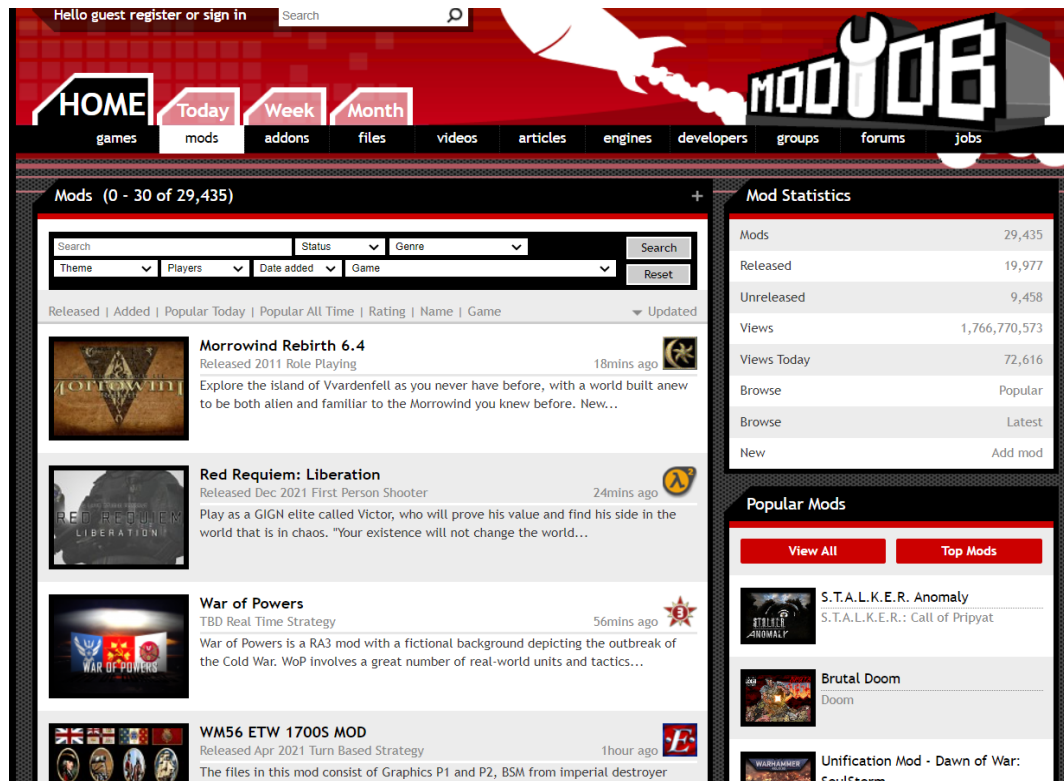 Hello guest register or sign in
Search
MODDB
HOME
Today
Week
Month
games
mods
addons
files
videos
articles
engines
developers
groups
forums
jobs
Mods (0 - 30 of 29,435)
+
Search
Status
Genre
Search
Theme
Players
Date added
Game
Reset
Released | Added | Popular Today | Popular All Time | Rating | Name | Game
Updated
MORROWIND
Morrowind Rebirth 6.4
Released 2011 Role Playing
18mins ago
Explore the island of Vvardenfell as you never have before, with a world built anew
to be both alien and familiar to the Morrowind you knew before. New...
RED REQUIEM
LIBERATION
Red Requiem: Liberation
Released Dec 2021 First Person Shooter
24mins ago
λ2
Play as a GIGN elite called Victor, who will prove his value and find his side in the
world that is in chaos. "Your existence will not change the world...
WAR OF POWERS
War of Powers
TBD Real Time Strategy
56mins ago
3
War of Powers is a RA3 mod with a fictional background depicting the outbreak of
the Cold War. WoP involves a great number of real-world units and tactics...
WM56 ETW 1700S MOD
Released Apr 2021 Turn Based Strategy
1hour ago
E
The files in this mod consist of Graphics P1 and P2, BSM from imperial destroyer
Mod Statistics
Mods 29,435
Released 19,977
Unreleased 9,458
Views 1,766,770,573
Views Today 72,616
Browse Popular
Browse Latest
New Add mod
Popular Mods
View All
Top Mods
S.T.A.L.K.E.R
ANOMALY
S.T.A.L.K.E.R. Anomaly
S.T.A.L.K.E.R.: Call of Pripyat
Brutal Doom
Doom
WARHAMMER
Unification Mod - Dawn of War:
SoulStorm